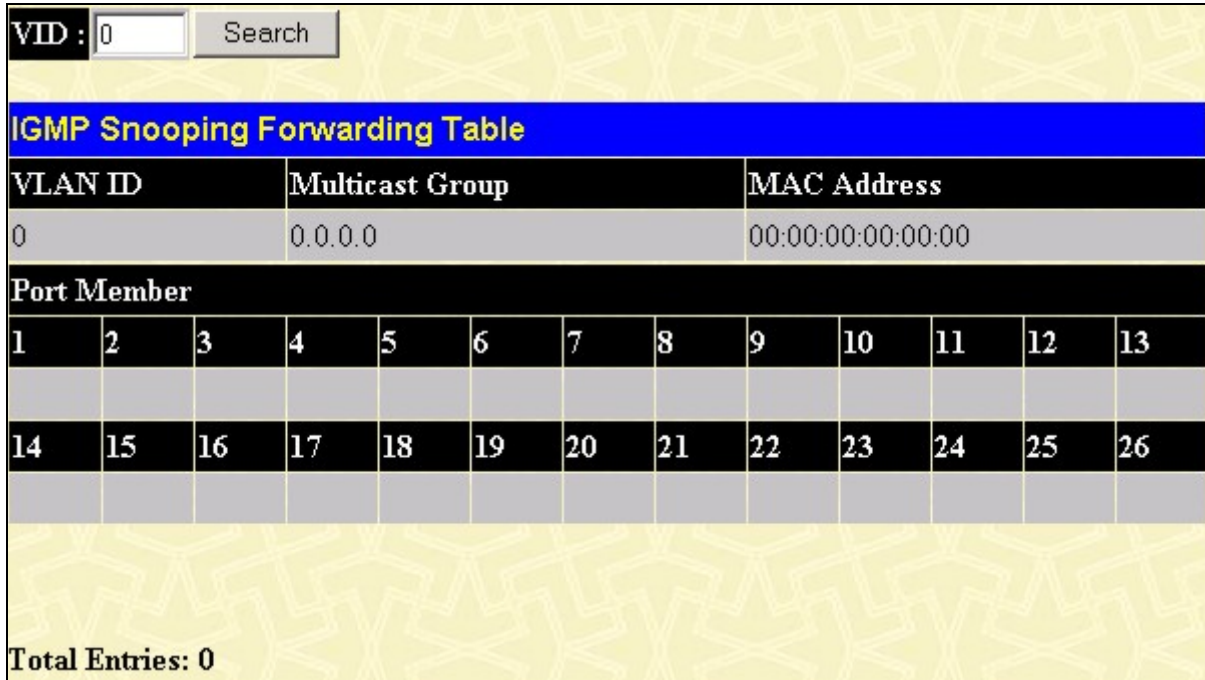 VID : 0 Search
IGMP Snooping Forwarding Table
VLAN ID Multicast Group MAC Address
0 0.0.0.0 00:00:00:00:00:00
Port Member
1 2 3 4 5 6 7 8 9 10 11 12 13
14 15 16 17 18 19 20 21 22 23 24 25 26
Total Entries: 0